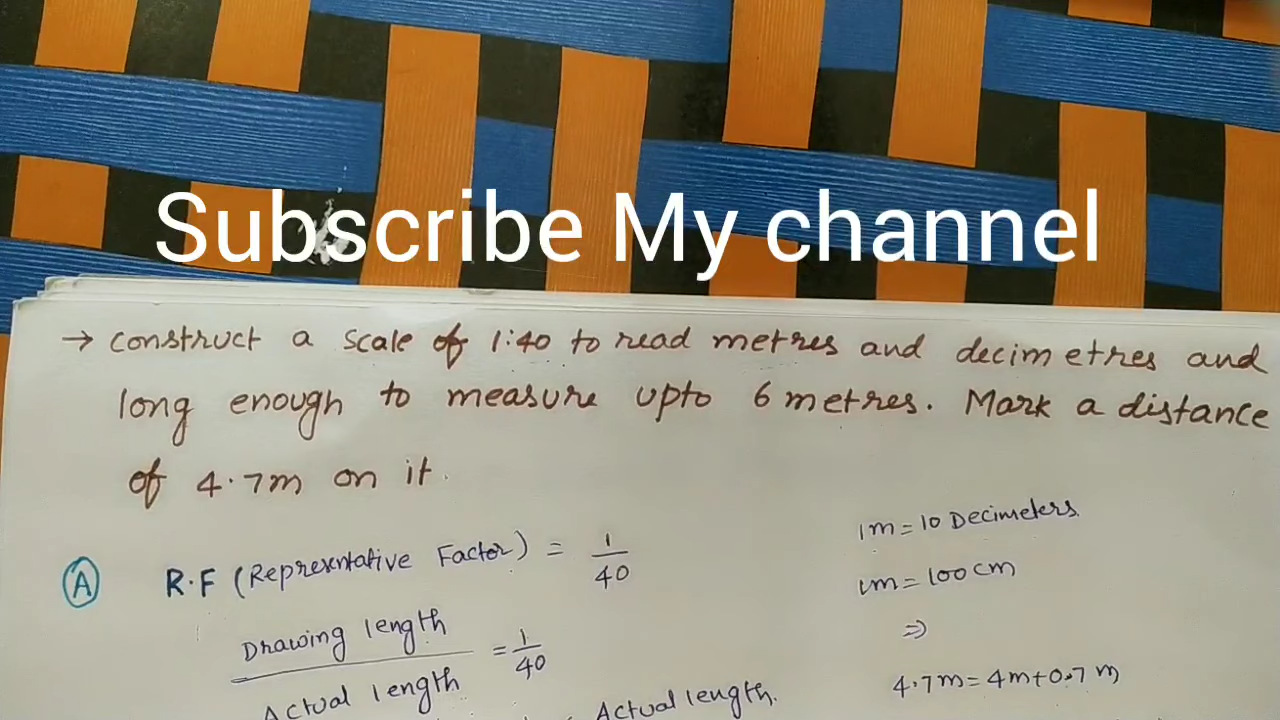 Subscribe My channel
→ construct a scale of 1:40 to read metres and decimetres and
long enough to measure upto 6 metres. Mark a distance
of 4.7m on it.
1m = 10 Decimeters
A R.F (Representative Factor) = 1/40
1m = 100 cm
⇒
Drawing length / Actual length = 1/40
4.7m = 4m+0.7m
Actual length.